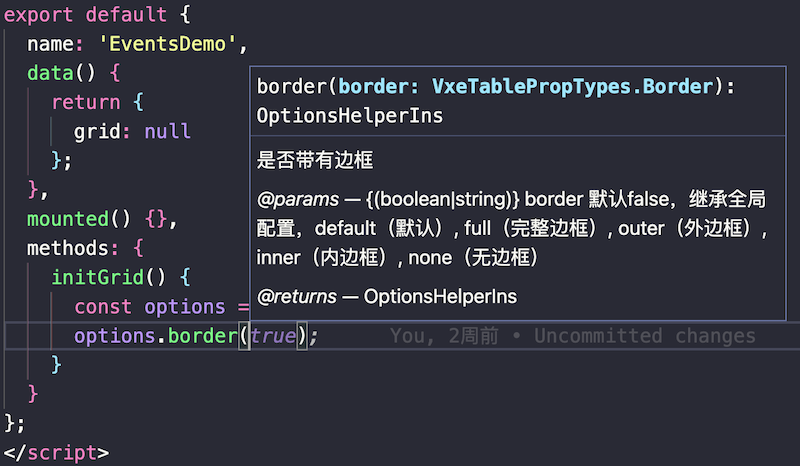 export default {
name: 'EventsDemo',
data() {
return {
grid: null
};
},
mounted() {},
methods: {
initGrid() {
const options =
options.border(true);
You, 2周前 • Uncommitted changes
}
}
};
</script>
border(border: VxeTablePropTypes.Border):
OptionsHelperIns
是否带有边框
@params — {(boolean|string)} border 默认false，继承全局
配置，default（默认）, full（完整边框）, outer（外边框）,
inner（内边框）, none（无边框）
@returns — OptionsHelperIns